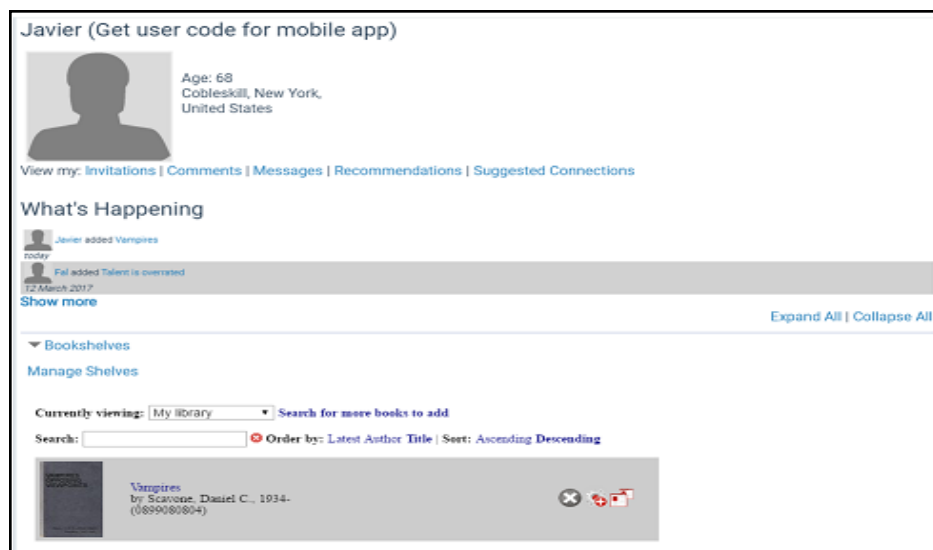 Javier (Get user code for mobile app)
Age: 68
Cobleskill, New York,
United States
View my: Invitations | Comments | Messages | Recommendations | Suggested Connections
What's Happening
Javier added Vampires
today
Fal added Talent is overrated
12 March 2017
Show more
Expand All | Collapse All
Bookshelves
Manage Shelves
Currently viewing: My library Search for more books to add
Search: Order by: Latest Author Title | Sort: Ascending Descending
Vampires
by Scavone, Daniel C., 1934-
(0899080804)